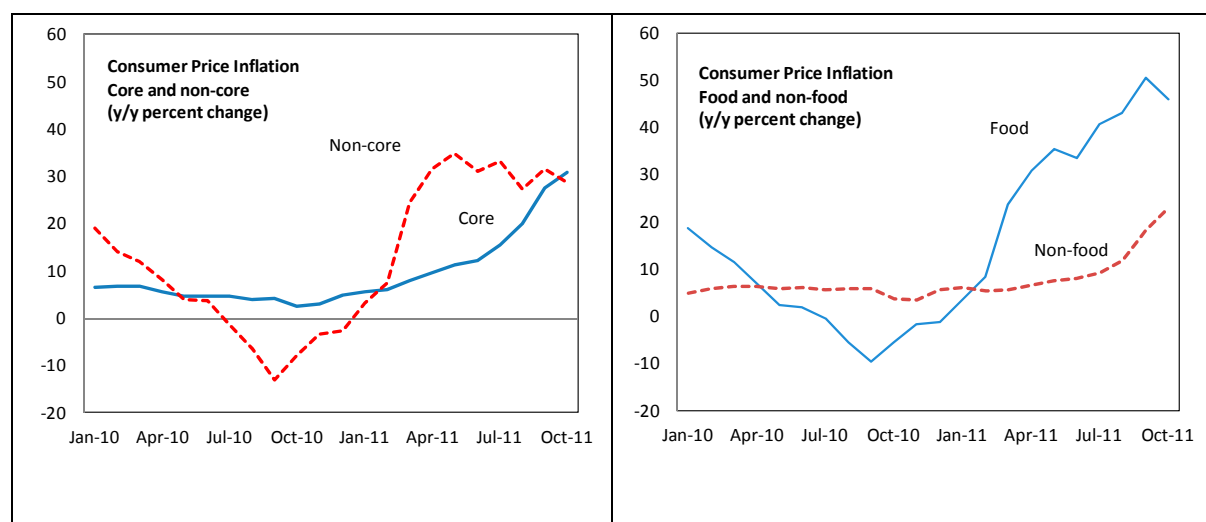 60
50
40
30
20
10
0
-10
-20
Consumer Price Inflation
Core and non-core
(y/y percent change)
Non-core
Core
Jan-10 Apr-10 Jul-10 Oct-10 Jan-11 Apr-11 Jul-11 Oct-11
60
50
40
30
20
10
0
-10
-20
Consumer Price Inflation
Food and non-food
(y/y percent change)
Food
Non-food
Jan-10 Apr-10 Jul-10 Oct-10 Jan-11 Apr-11 Jul-11 Oct-11